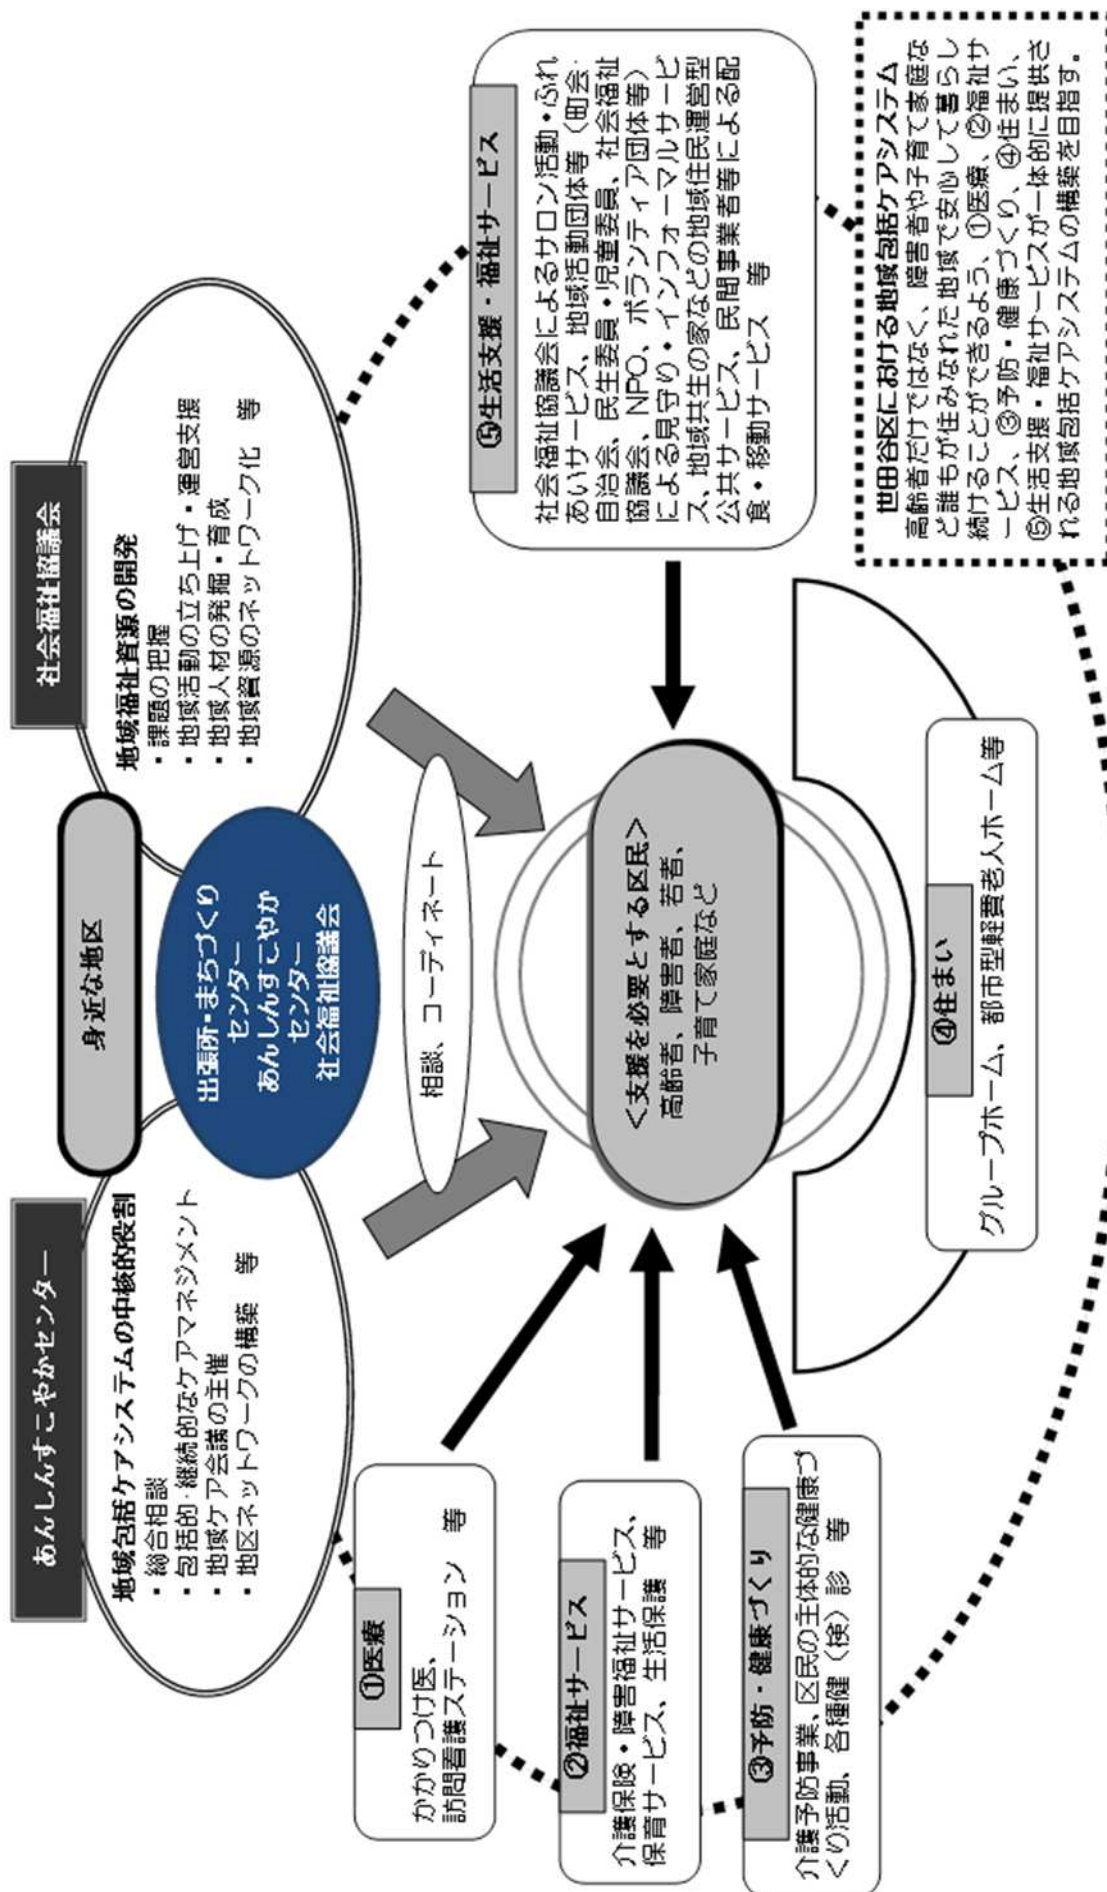 あんしんすこやかセンター
地域包括ケアシステムの中核的役割
・総合相談
・包括的・継続的なケアマネジメント
・地域ケア会議の主催
・地区ネットワークの構築 等
身近な地区
出張所・まちづくり
センター
あんしんすこやか
センター
社会福祉協議会
社会福祉協議会
地域福祉資源の開発
・課題の把握
・地域活動の立ち上げ・運営支援
・地域人材の発掘・育成
・地域資源のネットワーク化 等
相談、コーディネート
①医療
かかりつけ医、
訪問看護ステーション 等
②福祉サービス
介護保険・障害福祉サービス、
保育サービス、生活保護 等
③予防・健康づくり
介護予防事業、区民の主体的な健康づ
くり活動、各種健(検)診 等
<支援を必要とする区民>
高齢者、障害者、若者、
子育て家庭など
④住まい
グループホーム、都市型軽費老人ホーム等
⑤生活支援・福祉サービス
社会福祉協議会によるサロン活動・ふれ
あいサービス、地域活動団体等(町会・
自治会、民生委員・児童委員、社会福祉
協議会、NPO、ボランティア団体等)
による見守り・インフォーマルサービ
ス、地域共生の家などの地域住民運営型
公共サービス、民間事業者等による配
食・移動サービス 等
世田谷区における地域包括ケアシステム
高齢者だけではなく、障害者や子育て家庭な
ど誰もが住みなれた地域で安心して暮らし
続けることができるよう、①医療、②福祉サ
ービス、③予防・健康づくり、④住まい、
⑤生活支援・福祉サービスが一体的に提供さ
れる地域包括ケアシステムの構築を目指す。